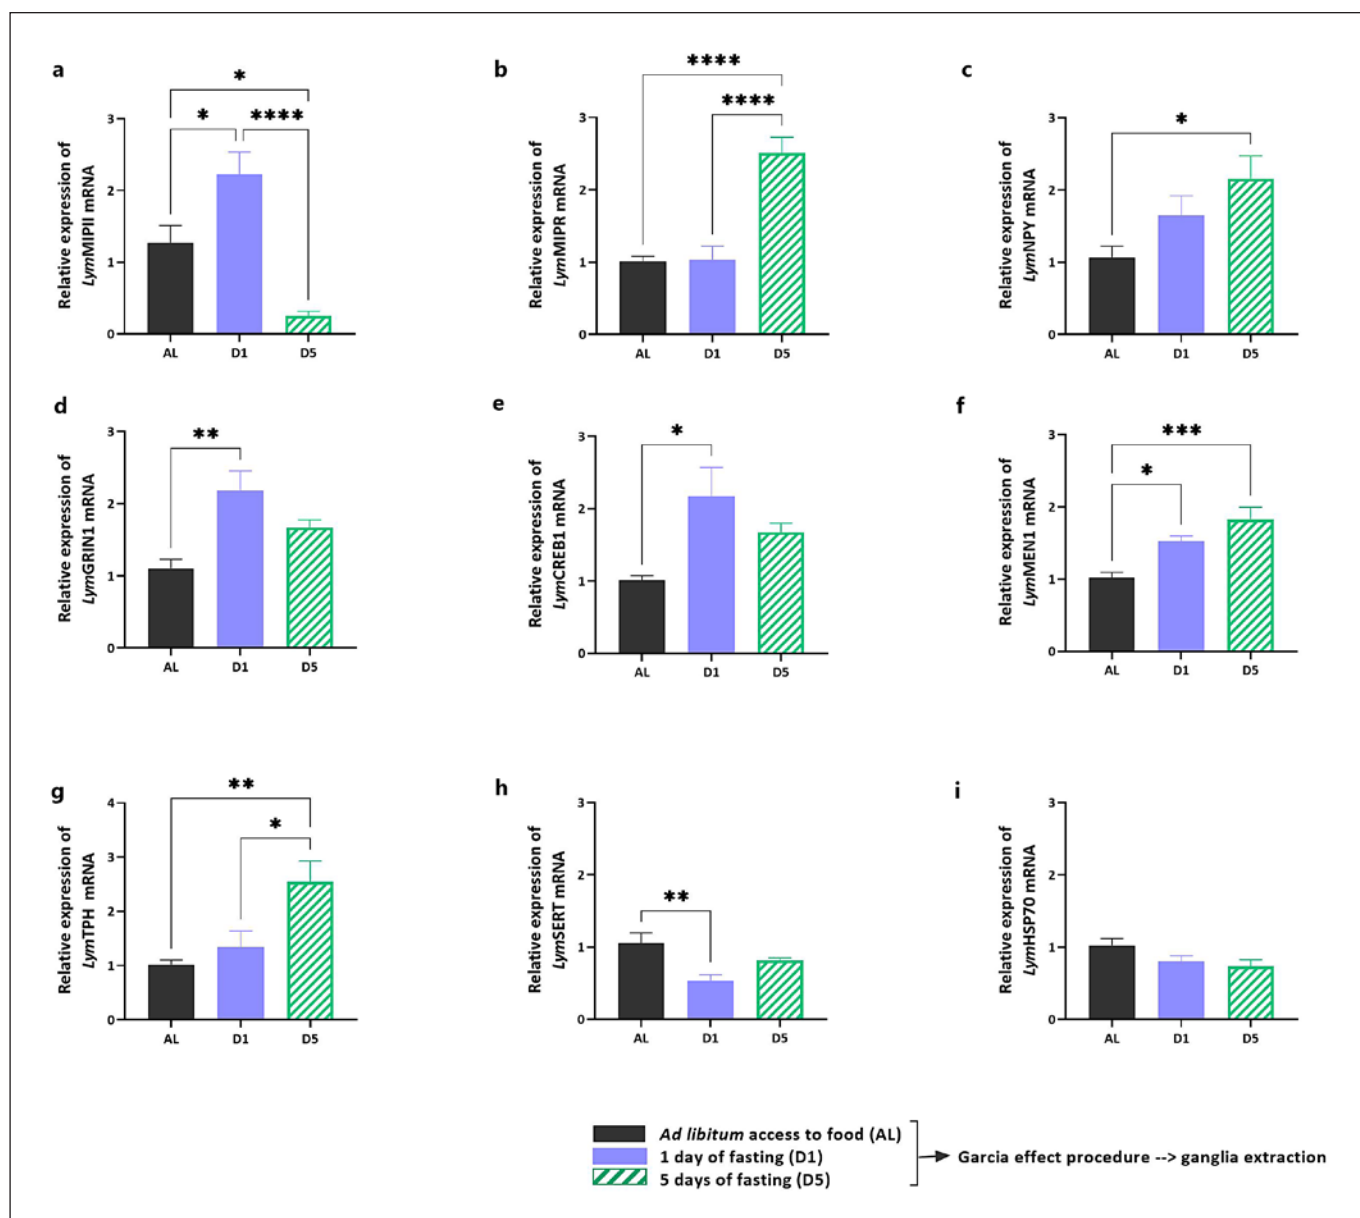 a
Relative expression of
LymMIPII mRNA
3
2
1
0
* 
* ****
AL D1 D5
b
Relative expression of
LymMIPR mRNA
3
2
1
0
****
****
AL D1 D5
c
Relative expression of
LymNPY mRNA
3
2
1
0
*
AL D1 D5
d
Relative expression of
LymGRIN1 mRNA
3
2
1
0
**
AL D1 D5
e
Relative expression of
LymCREB1 mRNA
3
2
1
0
*
AL D1 D5
f
Relative expression of
LymMEN1 mRNA
3
2
1
0
***
*
AL D1 D5
g
Relative expression of
LymTPH mRNA
4
3
2
1
0
**
*
AL D1 D5
h
Relative expression of
LymSERT mRNA
3
2
1
0
**
AL D1 D5
i
Relative expression of
LymHSP70 mRNA
3
2
1
0
AL D1 D5
Ad libitum access to food (AL)
1 day of fasting (D1)
5 days of fasting (D5)
Garcia effect procedure --> ganglia extraction